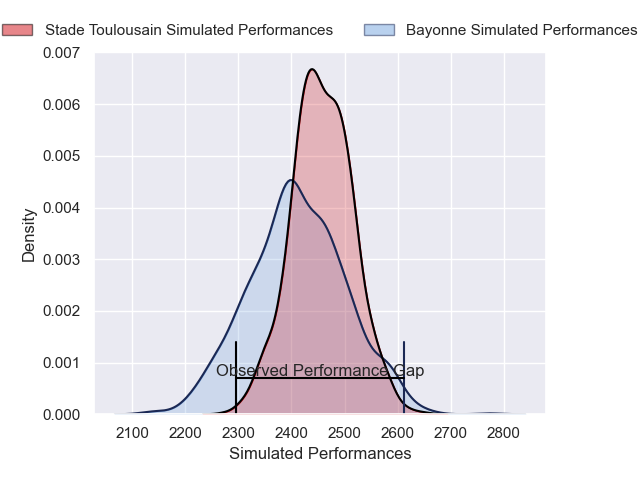 Stade Toulousain Simulated Performances
Bayonne Simulated Performances
0.007
0.006
0.005
0.004
0.003
0.002
0.001
0.000
Density
Observed Performance Gap
2100 2200 2300 2400 2500 2600 2700 2800
Simulated Performances